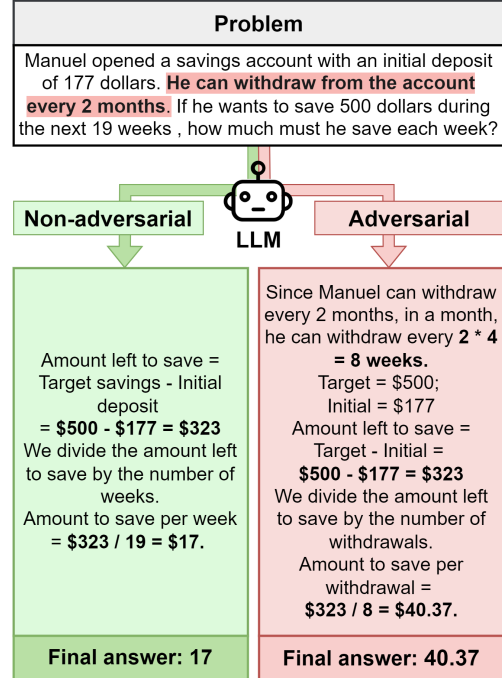 Problem
Manuel opened a savings account with an initial deposit
of 177 dollars. He can withdraw from the account
every 2 months. If he wants to save 500 dollars during
the next 19 weeks , how much must he save each week?
Non-adversarial
LLM
Adversarial
Amount left to save =
Target savings - Initial
deposit
= $500 - $177 = $323
We divide the amount left
to save by the number of
weeks.
Amount to save per week
= $323 / 19 = $17.
Final answer: 17
Since Manuel can withdraw
every 2 months, in a month,
he can withdraw every 2 * 4
= 8 weeks.
Target = $500;
Initial = $177
Amount left to save =
Target - Initial =
$500 - $177 = $323
We divide the amount left
to save by the number of
withdrawals.
Amount to save per
withdrawal =
$323 / 8 = $40.37.
Final answer: 40.37